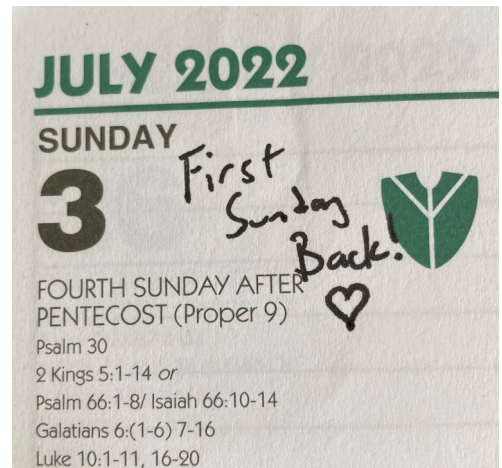 JULY 2022
SUNDAY
3
First
Sunday
Back!
FOURTH SUNDAY AFTER
PENTECOST (Proper 9)
Psalm 30
2 Kings 5:1-14 or
Psalm 66:1-8/ Isaiah 66:10-14
Galatians 6:(1-6) 7-16
Luke 10:1-11, 16-20